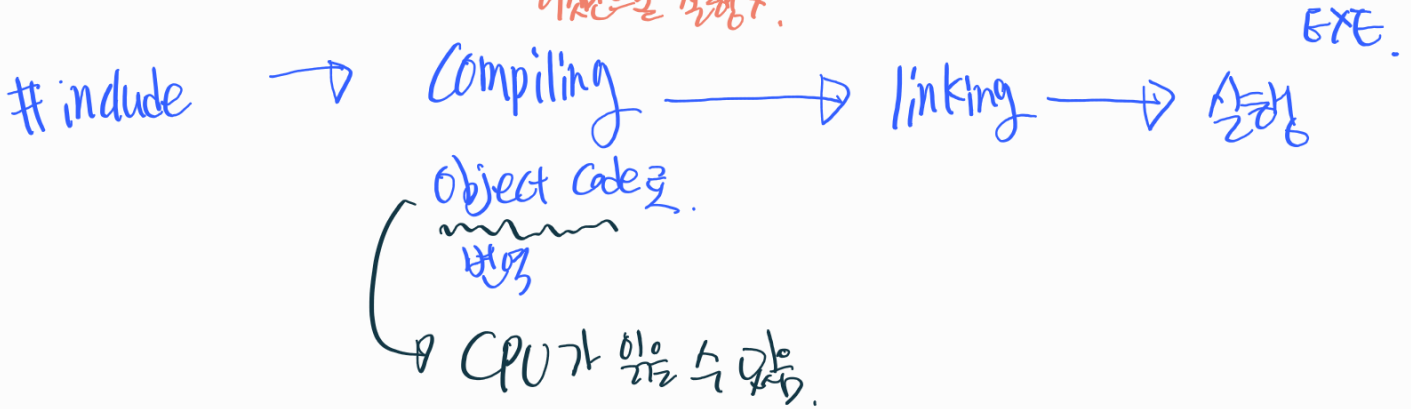 EXE.
#include → Compiling → linking → 실행
object code로.
번역
→ CPU가 읽을 수 있음.